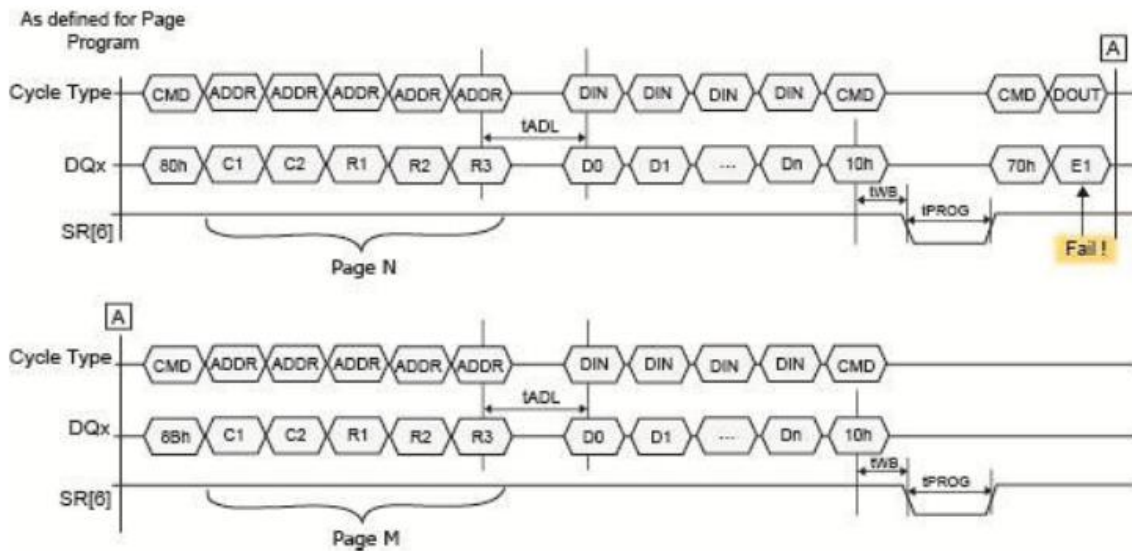 As defined for Page
Program
A
Cycle Type CMD ADDR ADDR ADDR ADDR ADDR DIN DIN DIN DIN CMD CMD DOUT
tADL
DQx 80h C1 C2 R1 R2 R3 D0 D1 ... Dn 10h 70h E1
tWB
tPROG
SR[6]
Page N
Fail !
A
Cycle Type CMD ADDR ADDR ADDR ADDR ADDR DIN DIN DIN DIN CMD
tADL
DQx 8Bh C1 C2 R1 R2 R3 D0 D1 ... Dn 10h
tWB
tPROG
SR[6]
Page M